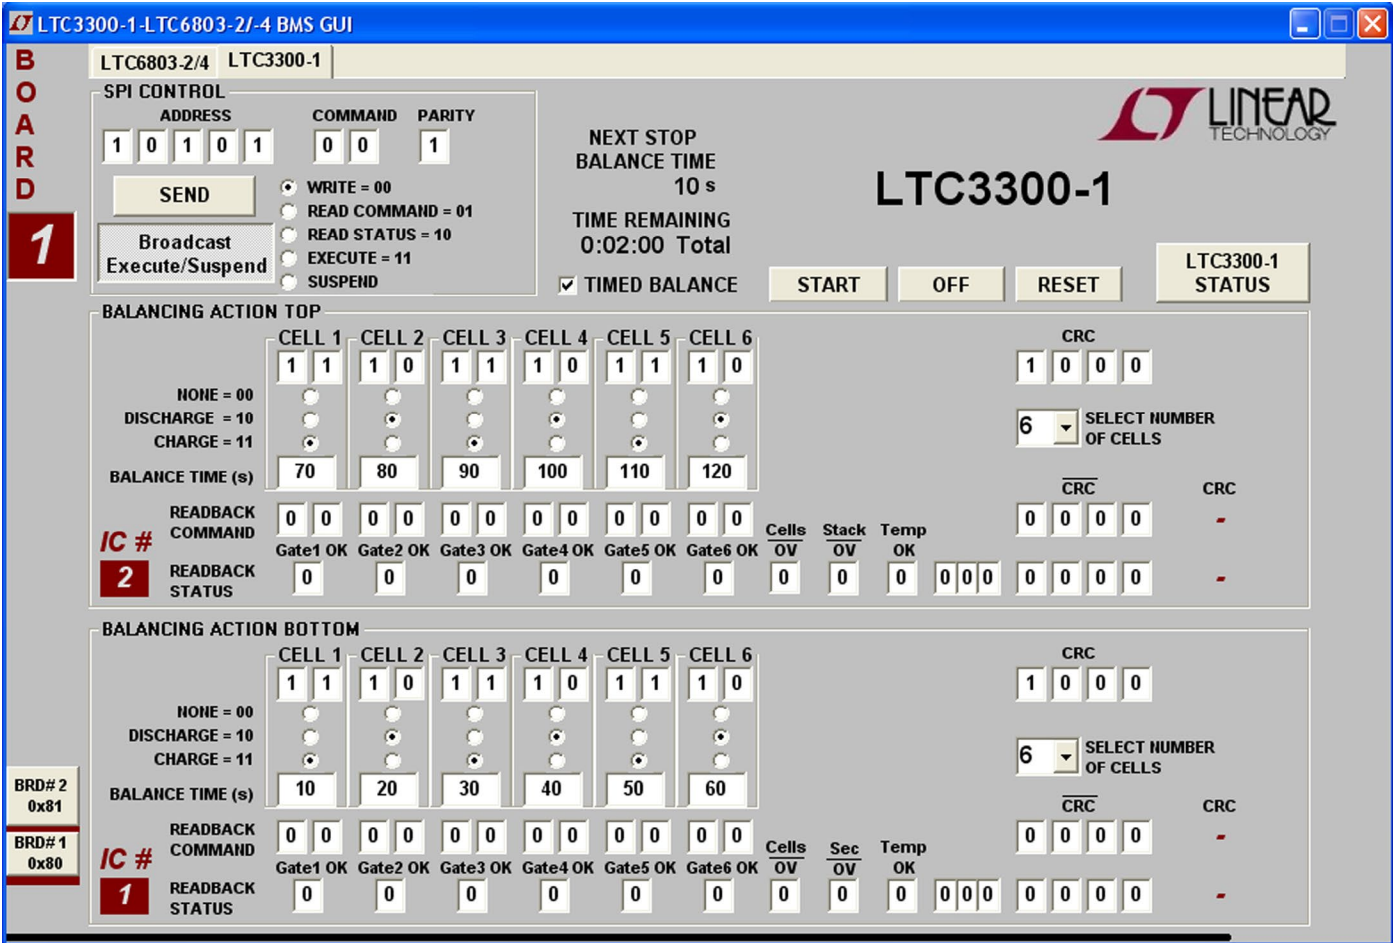 LTC3300-1-LTC6803-2/-4 BMS GUI
BOARD
1
LTC6803-2/4 LTC3300-1
SPI CONTROL
ADDRESS COMMAND PARITY
1 0 1 0 1 0 0 1
SEND
Broadcast
Execute/Suspend
WRITE = 00
READ COMMAND = 01
READ STATUS = 10
EXECUTE = 11
SUSPEND
NEXT STOP
BALANCE TIME
10 s
TIME REMAINING
0:02:00 Total
TIMED BALANCE
LINEAR
TECHNOLOGY
LTC3300-1
START OFF RESET
LTC3300-1
STATUS
BALANCING ACTION TOP
CELL 1 CELL 2 CELL 3 CELL 4 CELL 5 CELL 6 CRC
1 1 1 0 1 1 1 0 1 1 1 0 1 0 0 0
NONE = 00
DISCHARGE = 10
CHARGE = 11
6 SELECT NUMBER
OF CELLS
BALANCE TIME (s) 70 80 90 100 110 120
CRC CRC
READBACK
COMMAND
0 0 0 0 0 0 0 0 0 0 0 0 0 0 0 0 -
IC #
2
Gate1 OK Gate2 OK Gate3 OK Gate4 OK Gate5 OK Gate6 OK Cells OV Stack OV Temp OK
READBACK
STATUS
0 0 0 0 0 0 0 0 0 0 0 0 0 0 0 0 -
BALANCING ACTION BOTTOM
CELL 1 CELL 2 CELL 3 CELL 4 CELL 5 CELL 6 CRC
1 1 1 0 1 1 1 0 1 1 1 0 1 0 0 0
NONE = 00
DISCHARGE = 10
CHARGE = 11
6 SELECT NUMBER
OF CELLS
BALANCE TIME (s) 10 20 30 40 50 60
CRC CRC
READBACK
COMMAND
0 0 0 0 0 0 0 0 0 0 0 0 0 0 0 0 -
IC #
1
Gate1 OK Gate2 OK Gate3 OK Gate4 OK Gate5 OK Gate6 OK Cells OV Sec OV Temp OK
READBACK
STATUS
0 0 0 0 0 0 0 0 0 0 0 0 0 0 0 0 -
BRD# 2
0x81
BRD# 1
0x80